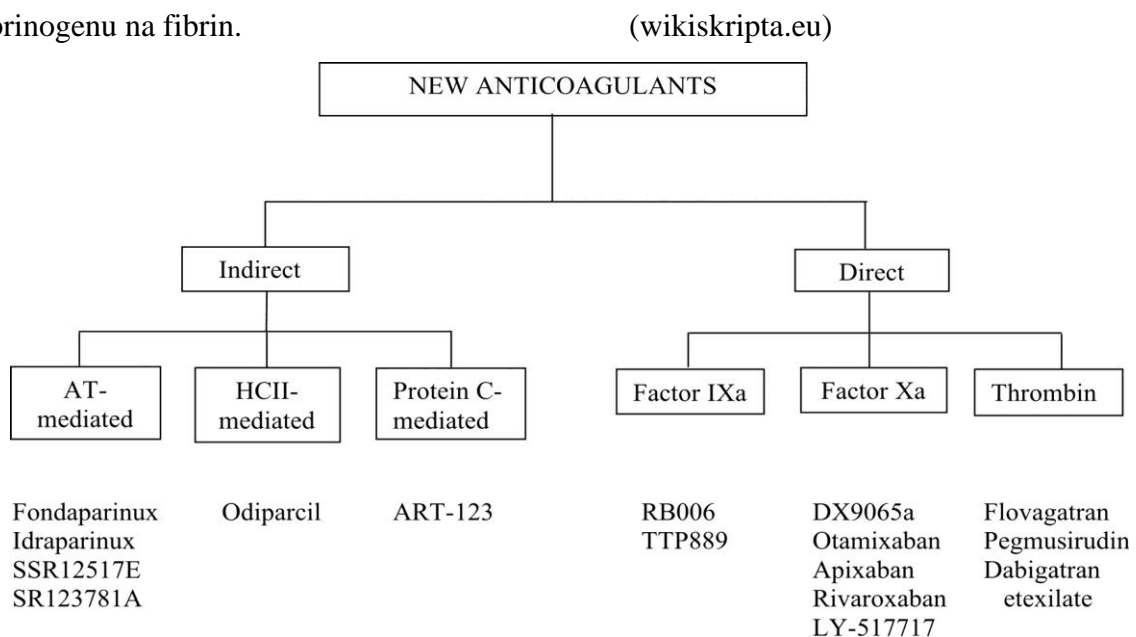 na fibrin. (wikiskripta.eu)
NEW ANTICOAGULANTS
Indirect
Direct
AT-
mediated
HCII-
mediated
Protein C-
mediated
Factor IXa
Factor Xa
Thrombin
Fondaparinux
Idraparinux
SSR12517E
SR123781A
Odiparcil
ART-123
RB006
TTP889
DX9065a
Otamixaban
Apixaban
Rivaroxaban
LY-517717
Flovagatran
Pegmusirudin
Dabigatran
etexilate